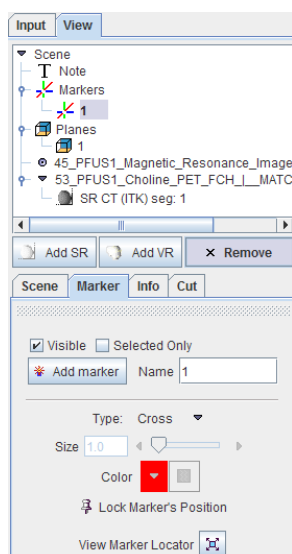 Input View
Scene
Note
Markers
1
Planes
1
45_PFUS1_Magnetic_Resonance_Image
53_PFUS1_Choline_PET_FCH_|__MATC
SR CT (ITK) seg: 1
Add SR Add VR × Remove
Scene Marker Info Cut
Visible Selected Only
Add marker Name 1
Type: Cross
Size 1.0
Color
Lock Marker's Position
View Marker Locator